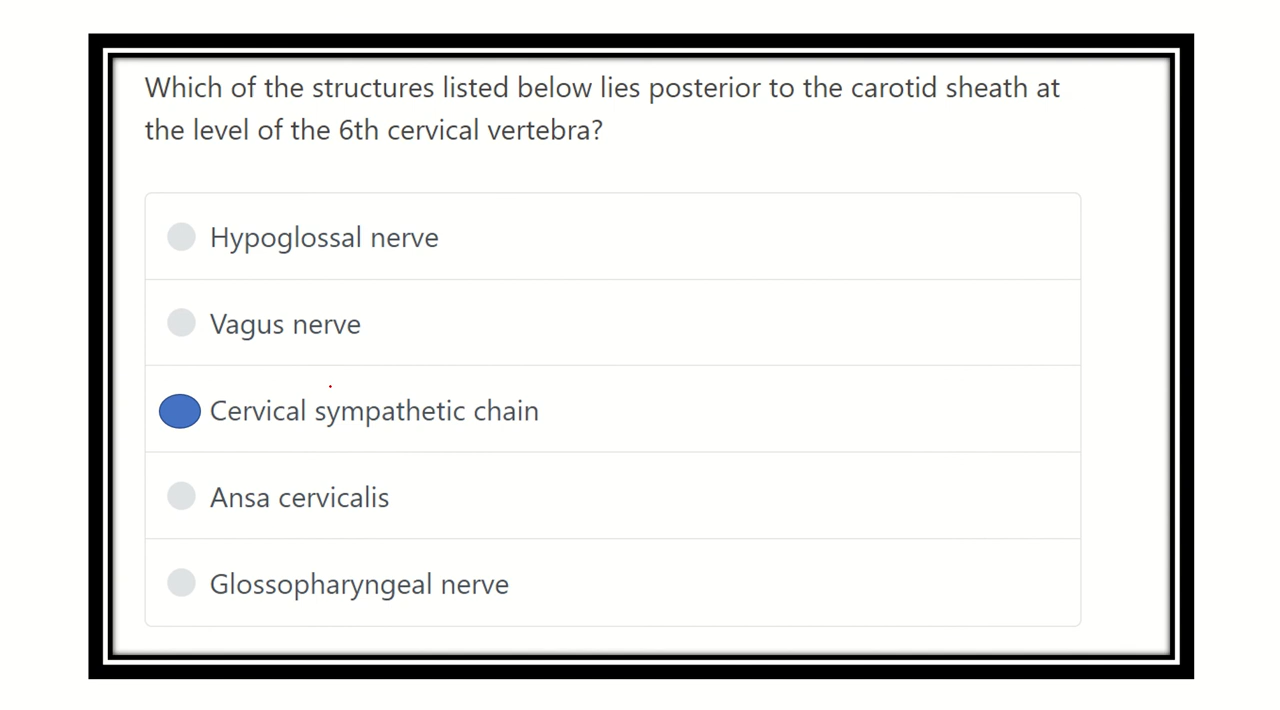 Which of the structures listed below lies posterior to the carotid sheath at
the level of the 6th cervical vertebra?
Hypoglossal nerve
Vagus nerve
Cervical sympathetic chain
Ansa cervicalis
Glossopharyngeal nerve